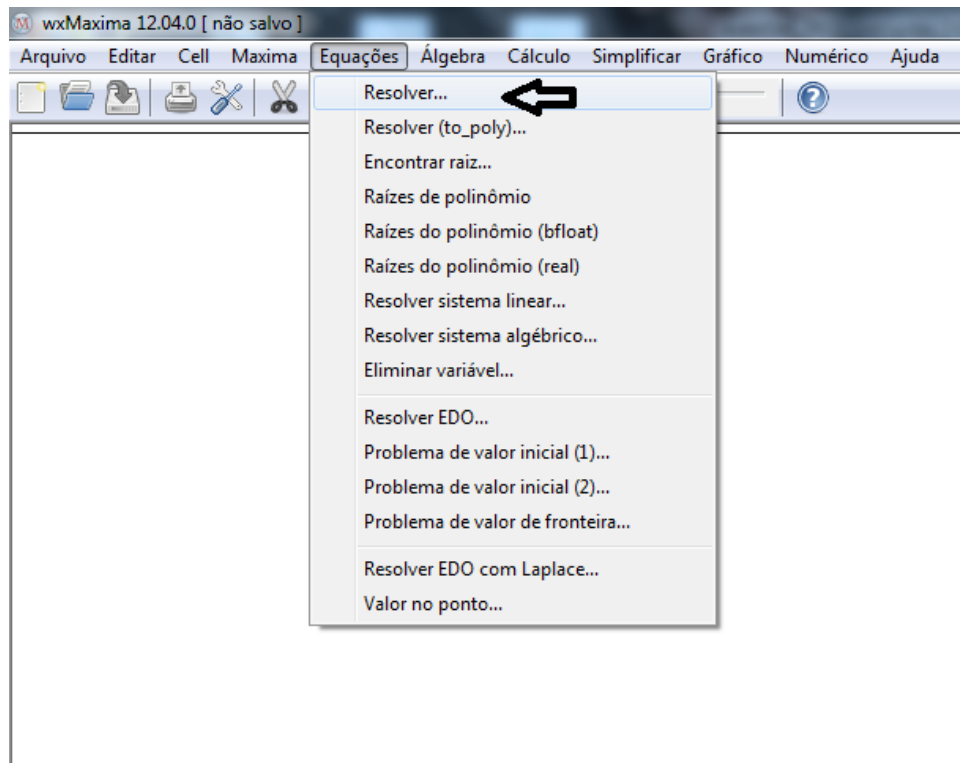 wxMaxima 12.04.0 [ não salvo ]
Arquivo Editar Cell Maxima Equações Álgebra Cálculo Simplificar Gráfico Numérico Ajuda
Resolver...
Resolver (to_poly)...
Encontrar raiz...
Raízes de polinômio
Raízes do polinômio (bfloat)
Raízes do polinômio (real)
Resolver sistema linear...
Resolver sistema algébrico...
Eliminar variável...
Resolver EDO...
Problema de valor inicial (1)...
Problema de valor inicial (2)...
Problema de valor de fronteira...
Resolver EDO com Laplace...
Valor no ponto...